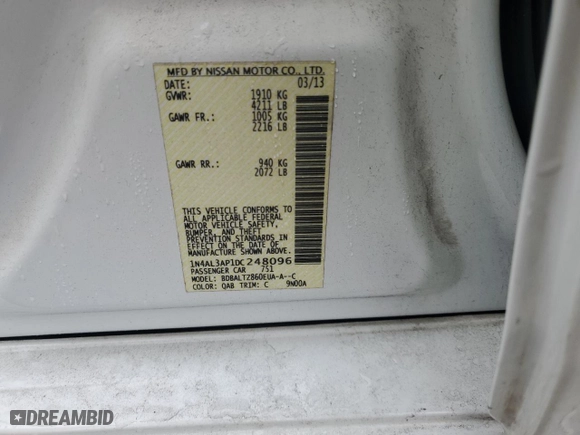 MFD BY NISSAN MOTOR CO., LTD.
DATE: 03/13
GVWR: 1910 KG
4211 LB
GAWR FR.: 1005 KG
2216 LB
GAWR RR.: 940 KG
2072 LB
THIS VEHICLE CONFORMS TO
ALL APPLICABLE FEDERAL
MOTOR VEHICLE SAFETY,
BUMPER, AND THEFT
PREVENTION STANDARDS
IN EFFECT ON THE DATE OF
MANUFACTURE SHOWN ABOVE.
1N4AL3AP1DC248096
PASSENGER CAR 751
MODEL: BDBALTZ860EUA-A--C
COLOR: QAB TRIM: C 9N00A
DREAMBID